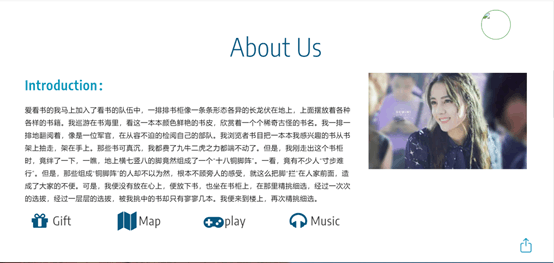 About Us
Introduction：
爱看书的我马上加入了看书的队伍中，一排排书柜像一条条形态各异的长龙伏在地上，上面摆放着各种
各样的书籍。我巡游在书海里，看这一本本颜色鲜艳的书皮，欣赏着一个个稀奇古怪的书名。我一排一
排地翻阅着，像是一位军官，在从容不迫的检阅自己的部队。我浏览者书目把一本本我感兴趣的书从书
架上抬走，架在手上。那些书可真沉，我都费了九牛二虎之力都端不动了。但是，我刚走出这个书柜
时，竟绊了一下，一瞧，地上横七竖八的脚竟然组成了一个‘十八铜脚阵’。一看，竟有不少人‘寸步难
行’。但是，那些组成‘铜脚阵’的人却不以为然，根本不顾旁人的感受，就这么把脚‘拦’在人家前面，造
成了大家的不便。可是，我便没有放在心上，便放下书，也坐在书柜上，在那里精挑细选，经过一次次
的选拔，经过一层层的选拔，被我挑中的书却只有寥寥几本。我便来到楼上，再次精挑细选。
Gift
Map
play
Music